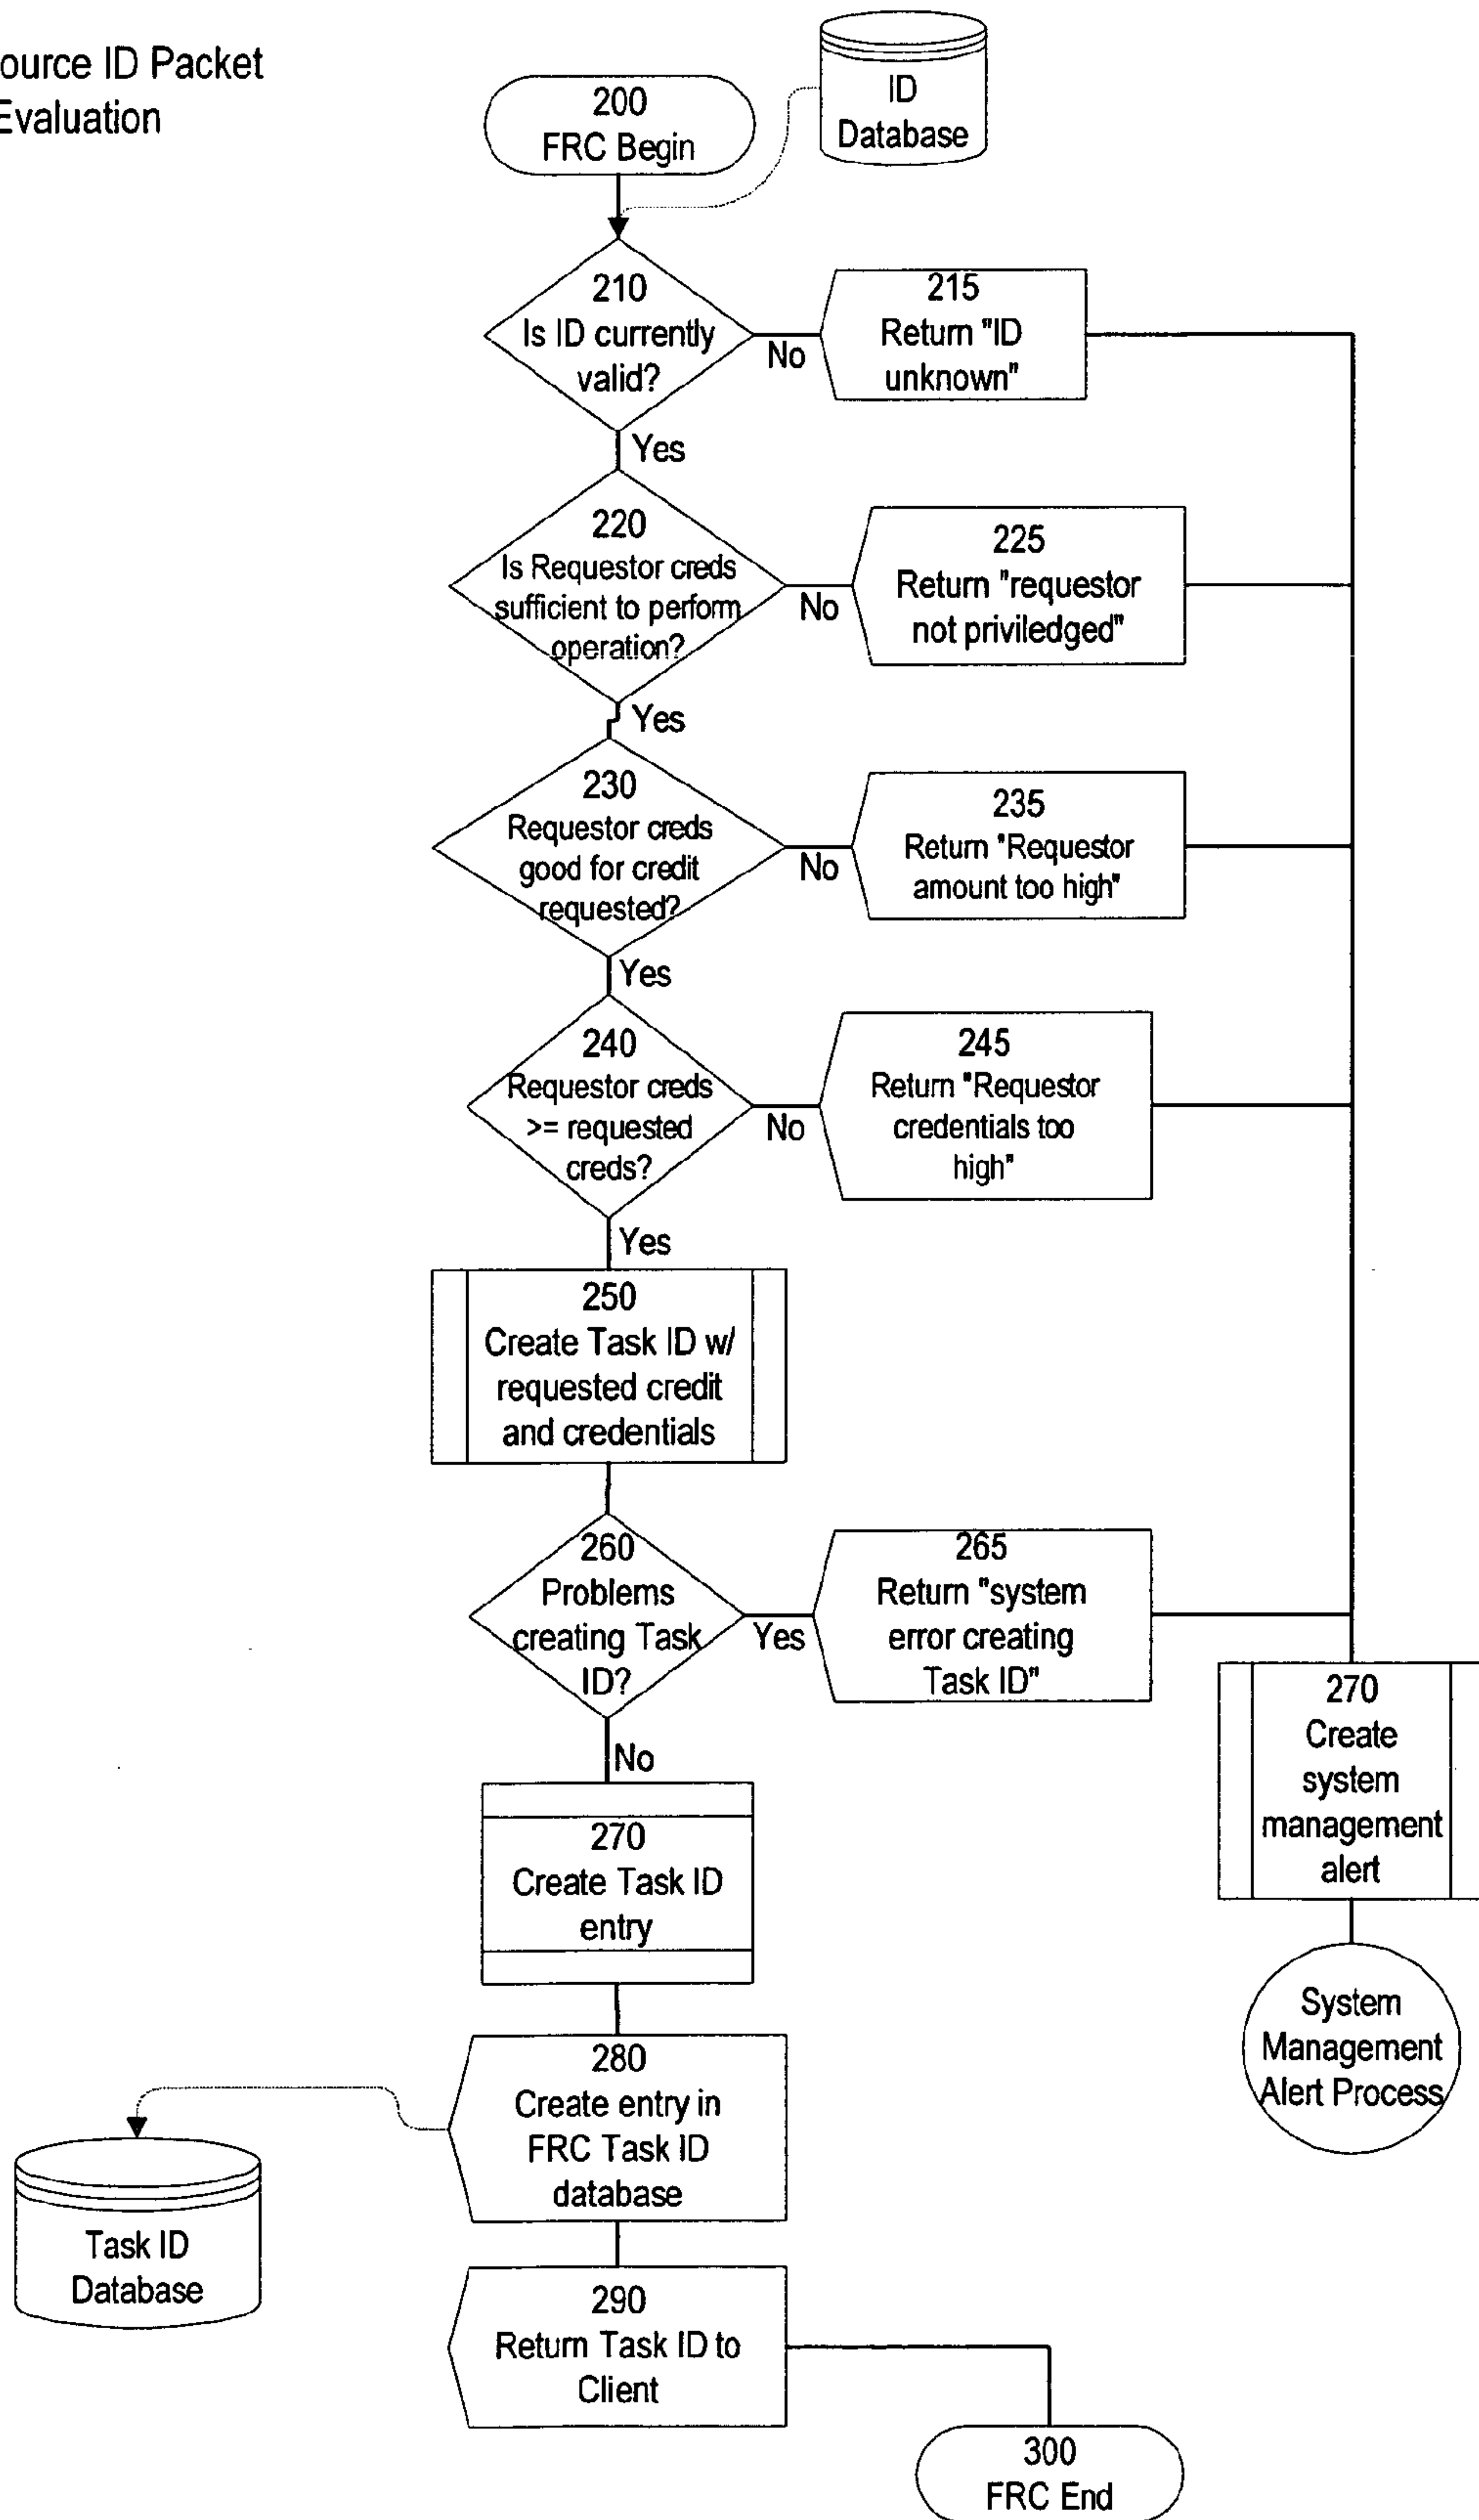 ource ID Packet
Evaluation
200
FRC Begin
ID
Database
210
Is ID currently
valid?
No
215
Return "ID
unknown"
Yes
220
Is Requestor creds
sufficient to perform
operation?
No
225
Return "requestor
not priviledged"
Yes
230
Requestor creds
good for credit
requested?
No
235
Return "Requestor
amount too high"
Yes
240
Requestor creds
>= requested
creds?
No
245
Return "Requestor
credentials too
high"
Yes
250
Create Task ID w/
requested credit
and credentials
260
Problems
creating Task
ID?
Yes
265
Return "system
error creating
Task ID"
No
270
Create
system
management
alert
270
Create Task ID
entry
System
Management
Alert Process
280
Create entry in
FRC Task ID
database
Task ID
Database
290
Return Task ID to
Client
300
FRC End